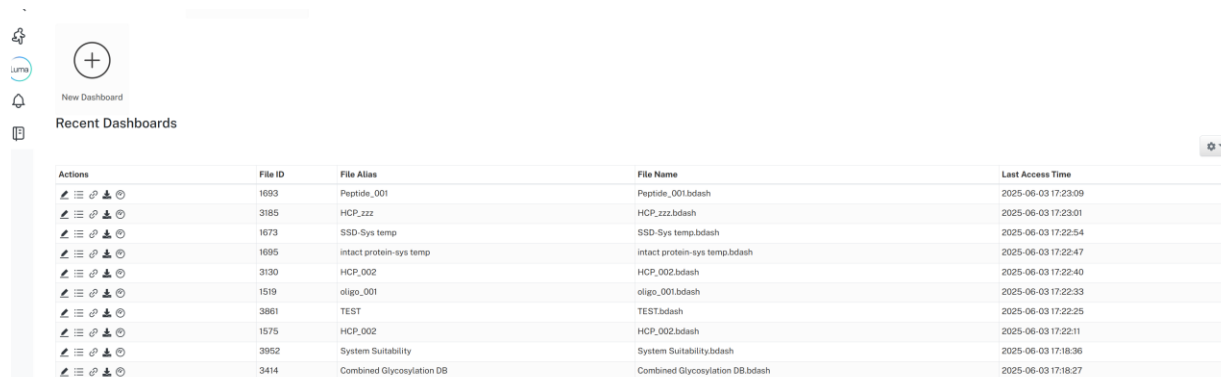 Luma
New Dashboard
Recent Dashboards
Actions File ID File Alias File Name Last Access Time
1693 Peptide_001 Peptide_001.bdash 2025-06-03 17:23:09
3185 HCP_zzz HCP_zzz.bdash 2025-06-03 17:23:01
1673 SSD-Sys temp SSD-Sys temp.bdash 2025-06-03 17:22:54
1695 intact protein-sys temp intact protein-sys temp.bdash 2025-06-03 17:22:47
3130 HCP_002 HCP_002.bdash 2025-06-03 17:22:40
1519 oligo_001 oligo_001.bdash 2025-06-03 17:22:33
3861 TEST TEST.bdash 2025-06-03 17:22:25
1575 HCP_002 HCP_002.bdash 2025-06-03 17:22:11
3952 System Suitability System Suitability.bdash 2025-06-03 17:18:36
3414 Combined Glycosylation DB Combined Glycosylation DB.bdash 2025-06-03 17:18:27